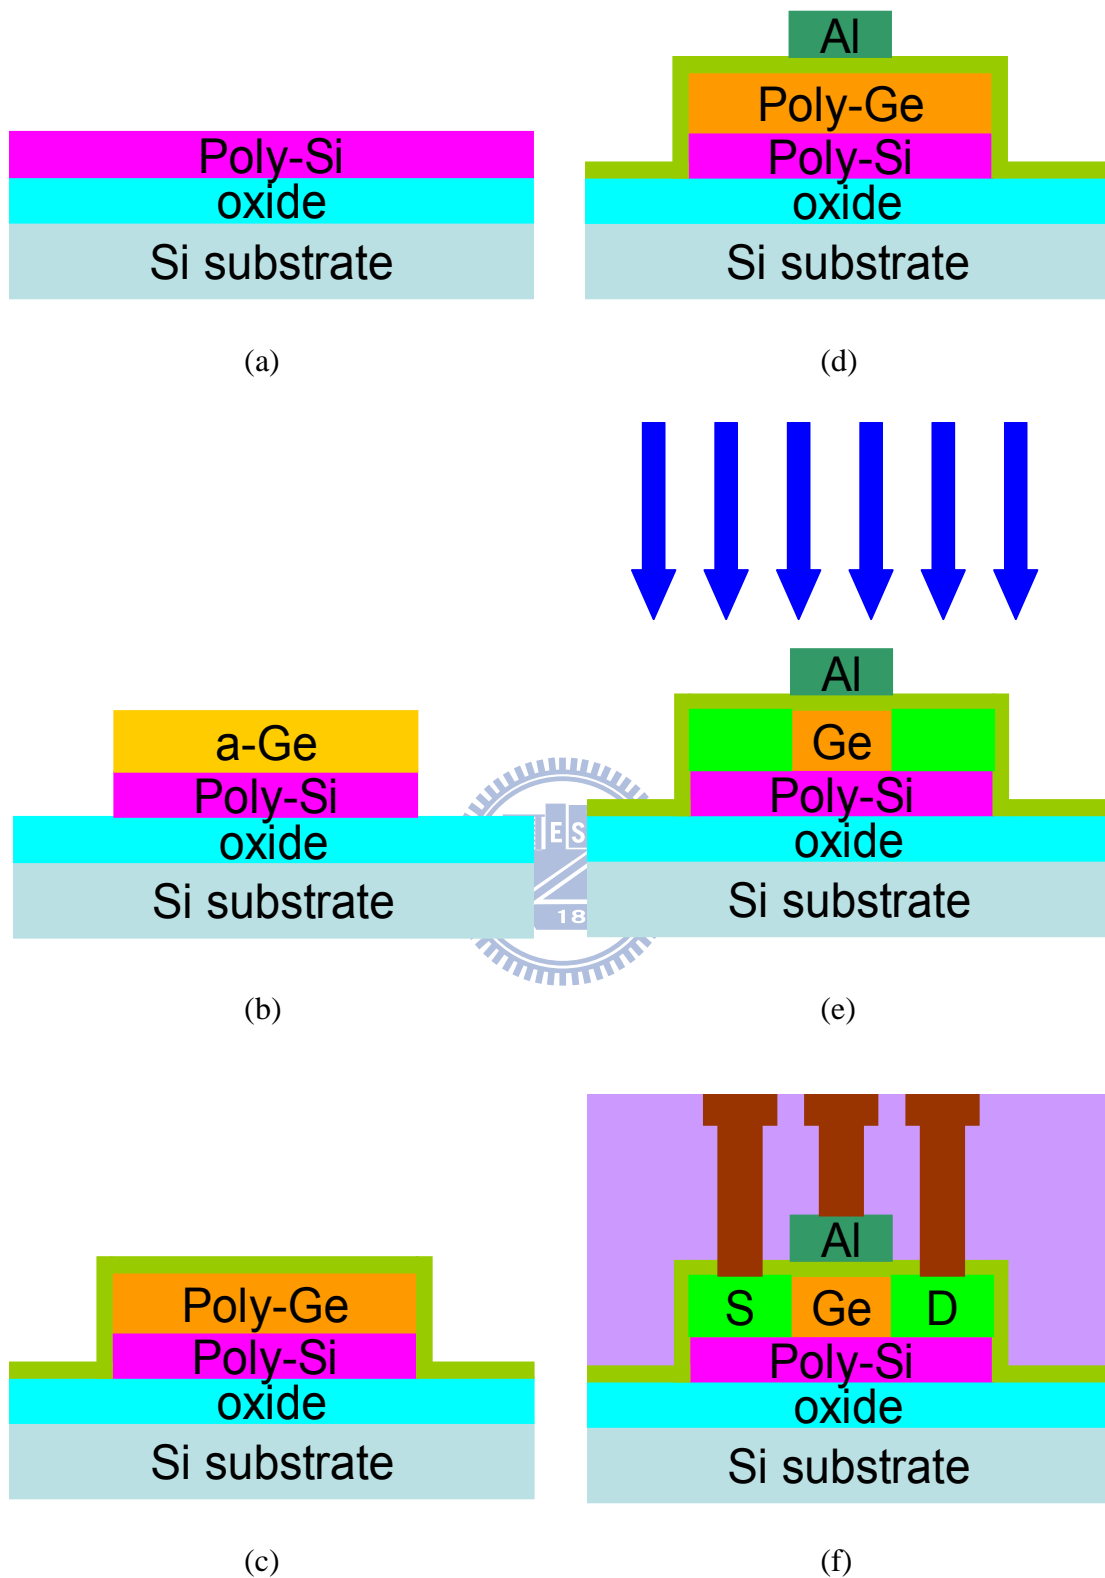 Poly-Si
oxide
Si substrate
(a)
Al
Poly-Ge
Poly-Si
oxide
Si substrate
(d)
a-Ge
Poly-Si
oxide
Si substrate
(b)
ES
18
Al
Ge
Poly-Si
oxide
Si substrate
(e)
Poly-Ge
Poly-Si
oxide
Si substrate
(c)
Al
S Ge D
Poly-Si
oxide
Si substrate
(f)